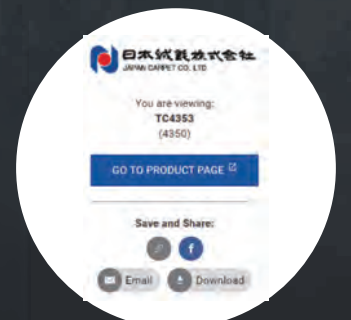 日本絨氈株式会社
JAPAN CARPET CO. LTD
You are viewing:
TC4353
(4350)
GO TO PRODUCT PAGE
Save and Share:
Email Download